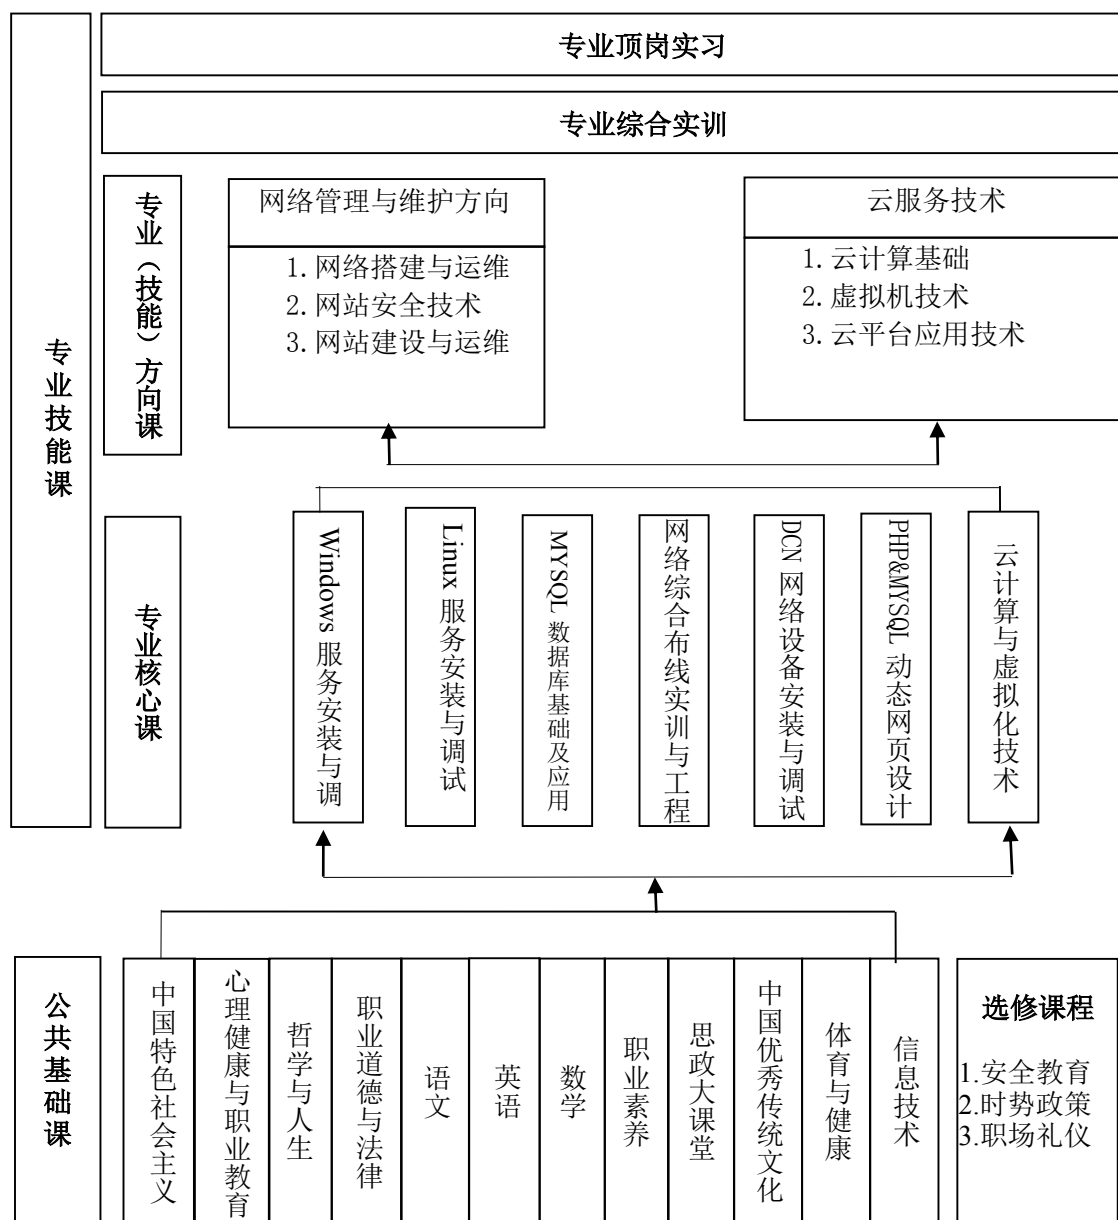 专业顶岗实习
专业综合实训
专业技能课
专业（技能）方向课
网络管理与维护方向
1.网络搭建与运维
2.网站安全技术
3.网站建设与运维
云服务技术
1.云计算基础
2.虚拟机技术
3.云平台应用技术
专业核心课
Windows 服务安装与调
Linux 服务安装与调试
MYSQL 数据库基础及应用
网络综合布线实训与工程
DCN 网络设备安装与调试
PHP&MYSQL 动态网页设计
云计算与虚拟化技术
公共基础课
中国特色社会主义
心理健康与职业教育
哲学与人生
职业道德与法律
语文
英语
数学
职业素养
思政大课堂
中国优秀传统文化
体育与健康
信息技术
选修课程
1.安全教育
2.时势政策
3.职场礼仪